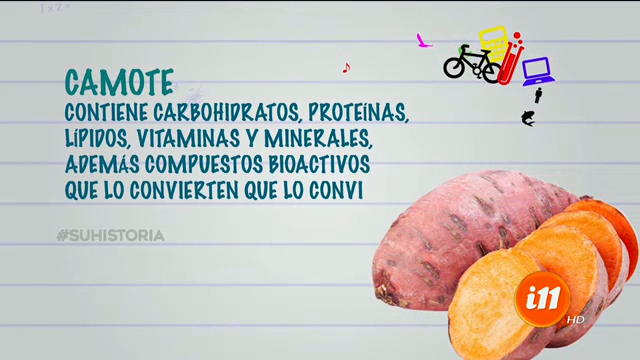 CAMOTE
CONTIENE CARBOHIDRATOS, PROTEÍNAS,
LÍPIDOS, VITAMINAS Y MINERALES,
ADEMÁS COMPUESTOS BIOACTIVOS
QUE LO CONVIERTEN QUE LO CONVI
#SUHISTORIA
i11
HD